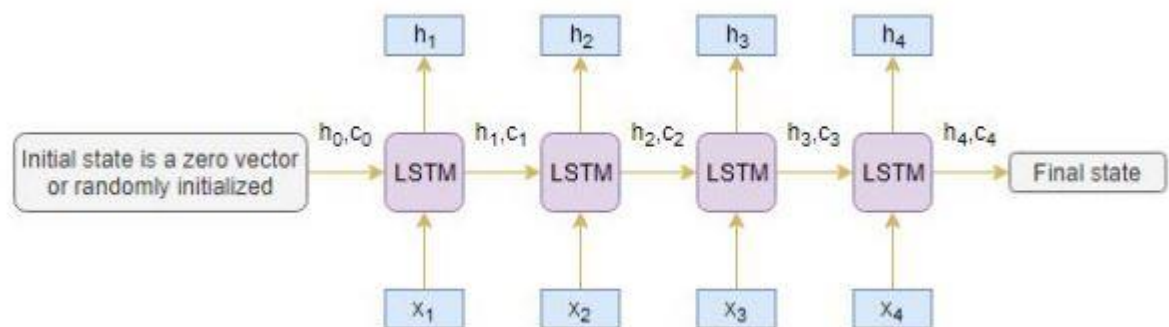 h₁ h₂ h₃ h₄
h₀,c₀ h₁,c₁ h₂,c₂ h₃,c₃ h₄,c₄
Initial state is a zero vector
or randomly initialized
LSTM LSTM LSTM LSTM
Final state
x₁ x₂ x₃ x₄